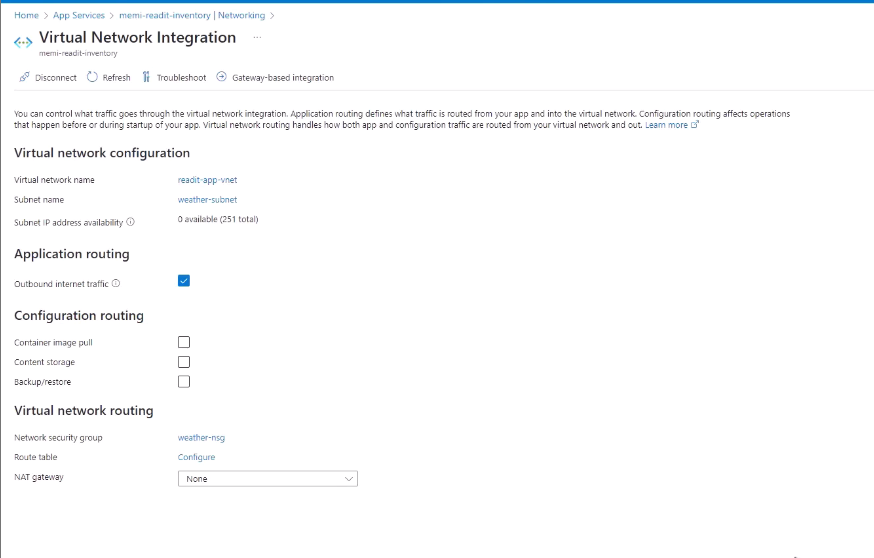 Home > App Services > memi-readit-inventory | Networking >
Virtual Network Integration ...
memi-readit-inventory
Disconnect Refresh Troubleshoot Gateway-based integration
You can control what traffic goes through the virtual network integration. Application routing defines what traffic is routed from your app and into the virtual network. Configuration routing affects operations
that happen before or during startup of your app. Virtual network routing handles how both app and configuration traffic are routed from your virtual network and out. Learn more
Virtual network configuration
Virtual network name readit-app-vnet
Subnet name weather-subnet
Subnet IP address availability 0 available (251 total)
Application routing
Outbound internet traffic
Configuration routing
Container image pull
Content storage
Backup/restore
Virtual network routing
Network security group weather-nsg
Route table Configure
NAT gateway None